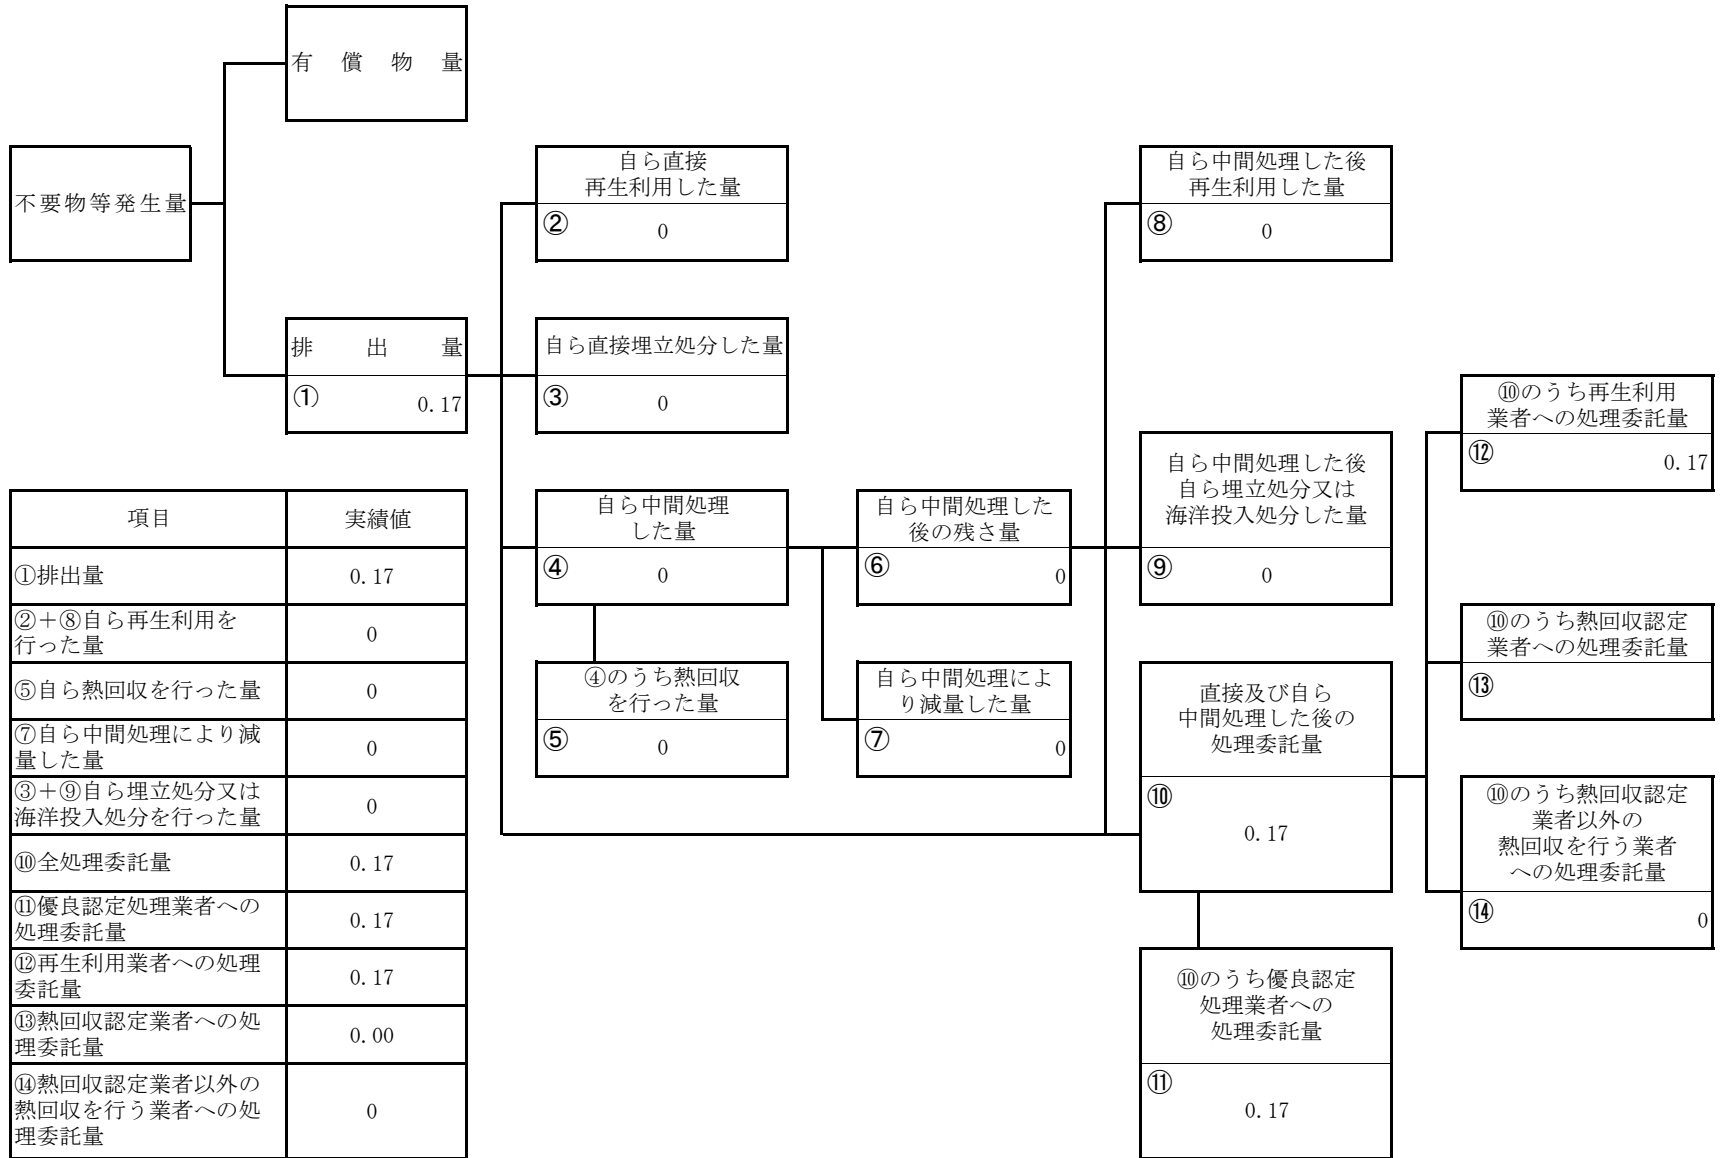 有償物量
不要物等発生量
排出量
① 0.17
自ら直接
再生利用した量
② 0
自ら直接埋立処分した量
③ 0
自ら中間処理
した量
④ 0
④のうち熱回収
を行った量
⑤ 0
自ら中間処理した
後の残さ量
⑥ 0
自ら中間処理によ
り減量した量
⑦ 0
自ら中間処理した後
再生利用した量
⑧ 0
自ら中間処理した後
自ら埋立処分又は
海洋投入処分した量
⑨ 0
直接及び自ら
中間処理した後の
処理委託量
⑩
0.17
⑩のうち優良認定
処理業者への
処理委託量
⑪
0.17
⑩のうち再生利用
業者への処理委託量
⑫ 0.17
⑩のうち熱回収認定
業者への処理委託量
⑬
⑩のうち熱回収認定
業者以外の
熱回収を行う業者
への処理委託量
⑭ 0
項目 実績値
①排出量 0.17
②＋⑧自ら再生利用を
行った量 0
⑤自ら熱回収を行った量 0
⑦自ら中間処理により減
量した量 0
③＋⑨自ら埋立処分又は
海洋投入処分を行った量 0
⑩全処理委託量 0.17
⑪優良認定処理業者への
処理委託量 0.17
⑫再生利用業者への処理
委託量 0.17
⑬熱回収認定業者への処
理委託量 0.00
⑭熱回収認定業者以外の
熱回収を行う業者への処
理委託量 0